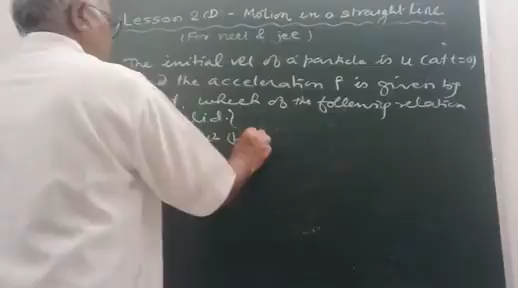 Lesson 2 (D - Motion in a straight line
(For neet & jee)
The initial vel of a particle is u (at t=0)
the acceleration f is given by
which of the following relation
lid?